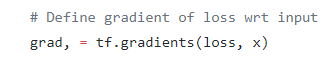 # Define gradient of loss wrt input
grad, = tf.gradients(loss, x)